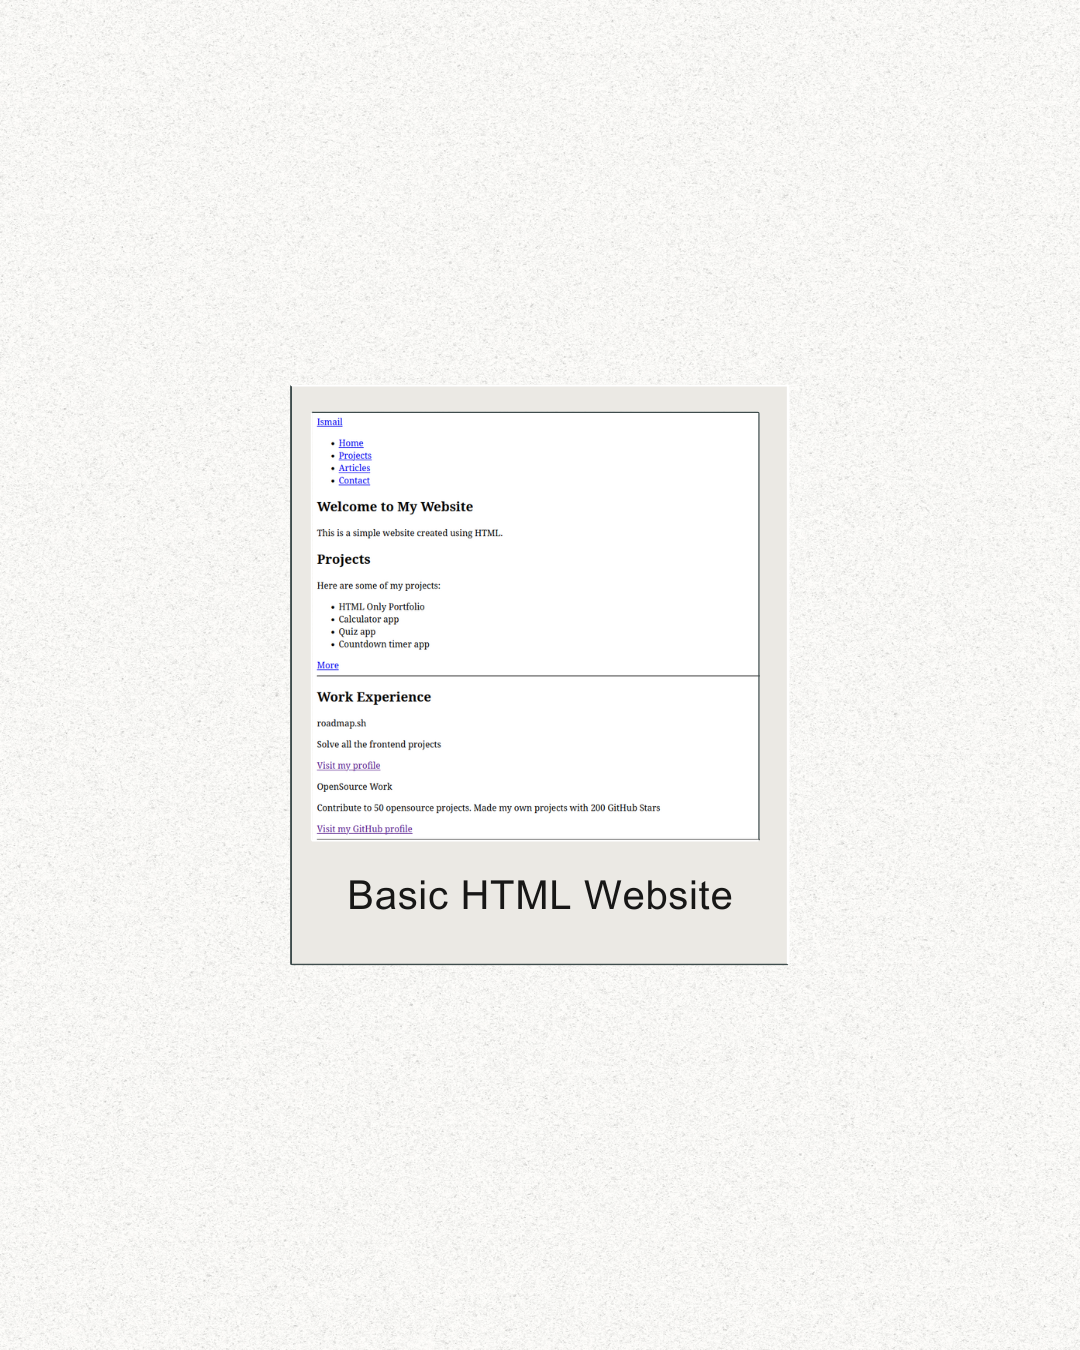 Ismail
Home
Projects
Articles
Contact
Welcome to My Website
This is a simple website created using HTML.
Projects
Here are some of my projects:
HTML Only Portfolio
Calculator app
Quiz app
Countdown timer app
More
Work Experience
roadmap.sh
Solve all the frontend projects
Visit my profile
OpenSource Work
Contribute to 50 opensource projects. Made my own projects with 200 GitHub Stars
Visit my GitHub profile
Basic HTML Website